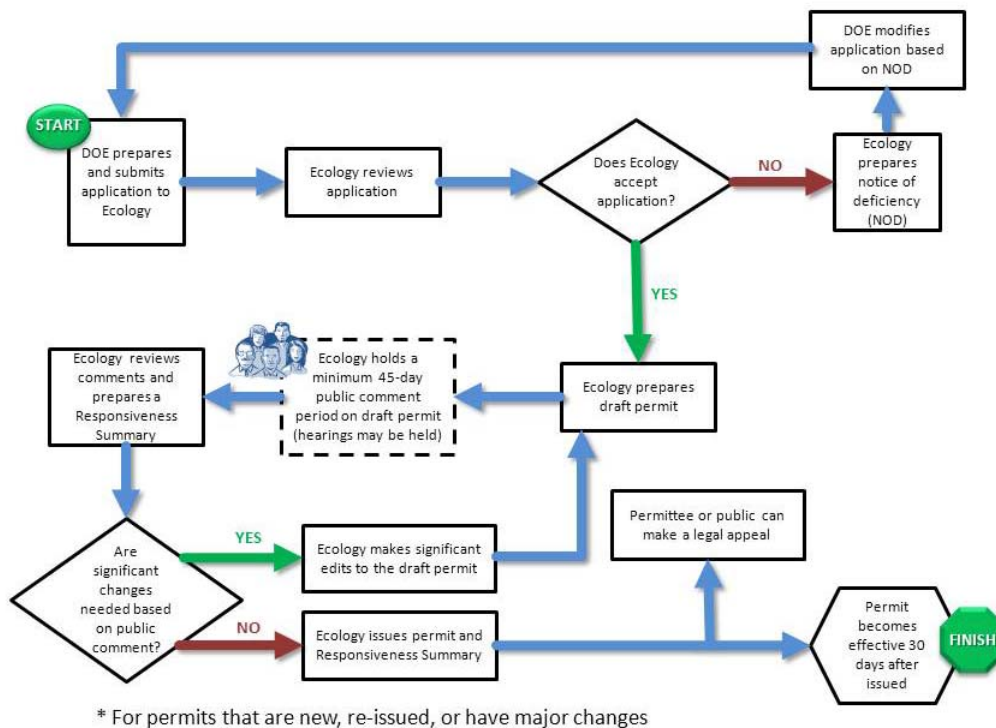 START
DOE prepares
and submits
application to
Ecology
Ecology reviews
application
Does Ecology
accept
application?
NO
Ecology
prepares
notice of
deficiency
(NOD)
DOE modifies
application based
on NOD
YES
Ecology prepares
draft permit
Ecology holds a
minimum 45-day
public comment
period on draft permit
(hearings may be held)
Ecology reviews
comments and
prepares a
Responsiveness
Summary
Are
significant
changes
needed based
on public
comment?
YES
Ecology makes significant
edits to the draft permit
NO
Ecology issues permit and
Responsiveness Summary
Permittee or public can
make a legal appeal
Permit
becomes
effective 30
days after
issued
FINISH
* For permits that are new, re-issued, or have major changes